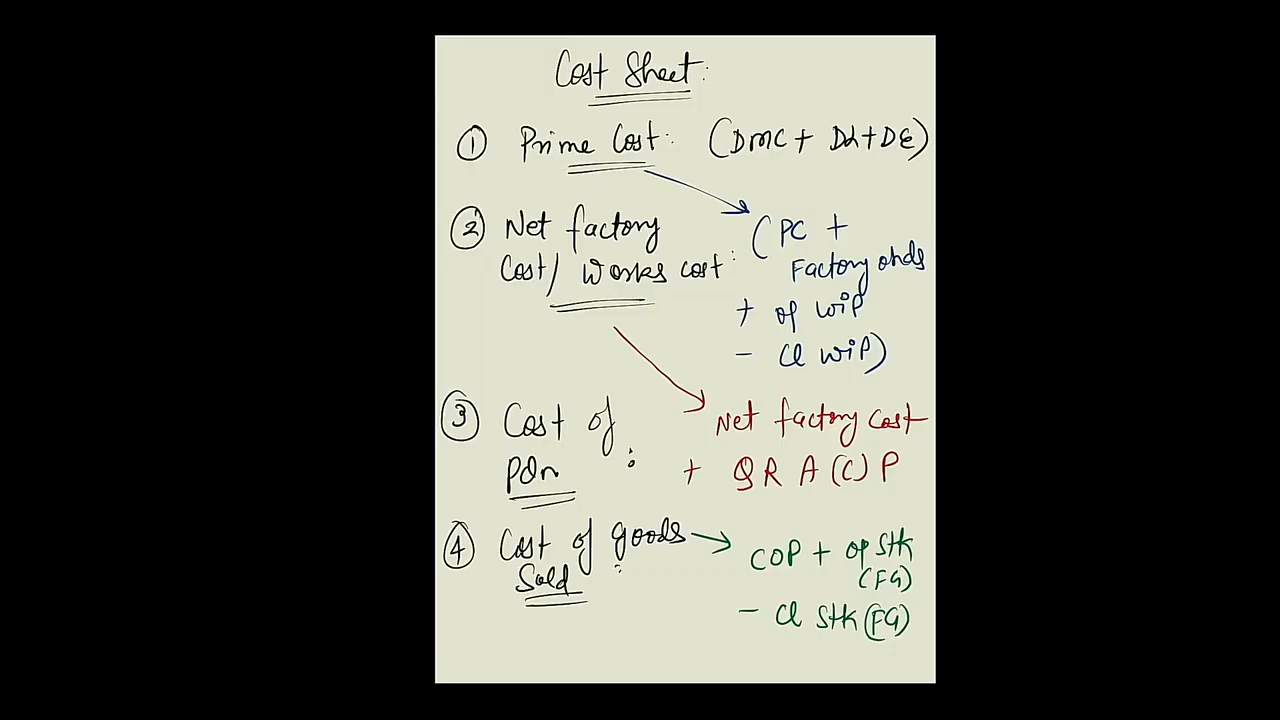 Cost Sheet:
① Prime Cost: (DMC + DL + DE)
② Net factory
Cost/ Works cost:
(PC +
Factory ohds
+ op WIP
- Cl WIP)
③ Cost of
Pdn :
Net factory cost
+ Q R A (C) P
④ Cost of goods
Sold :
COP + op Stk
(FG)
- Cl Stk (FG)